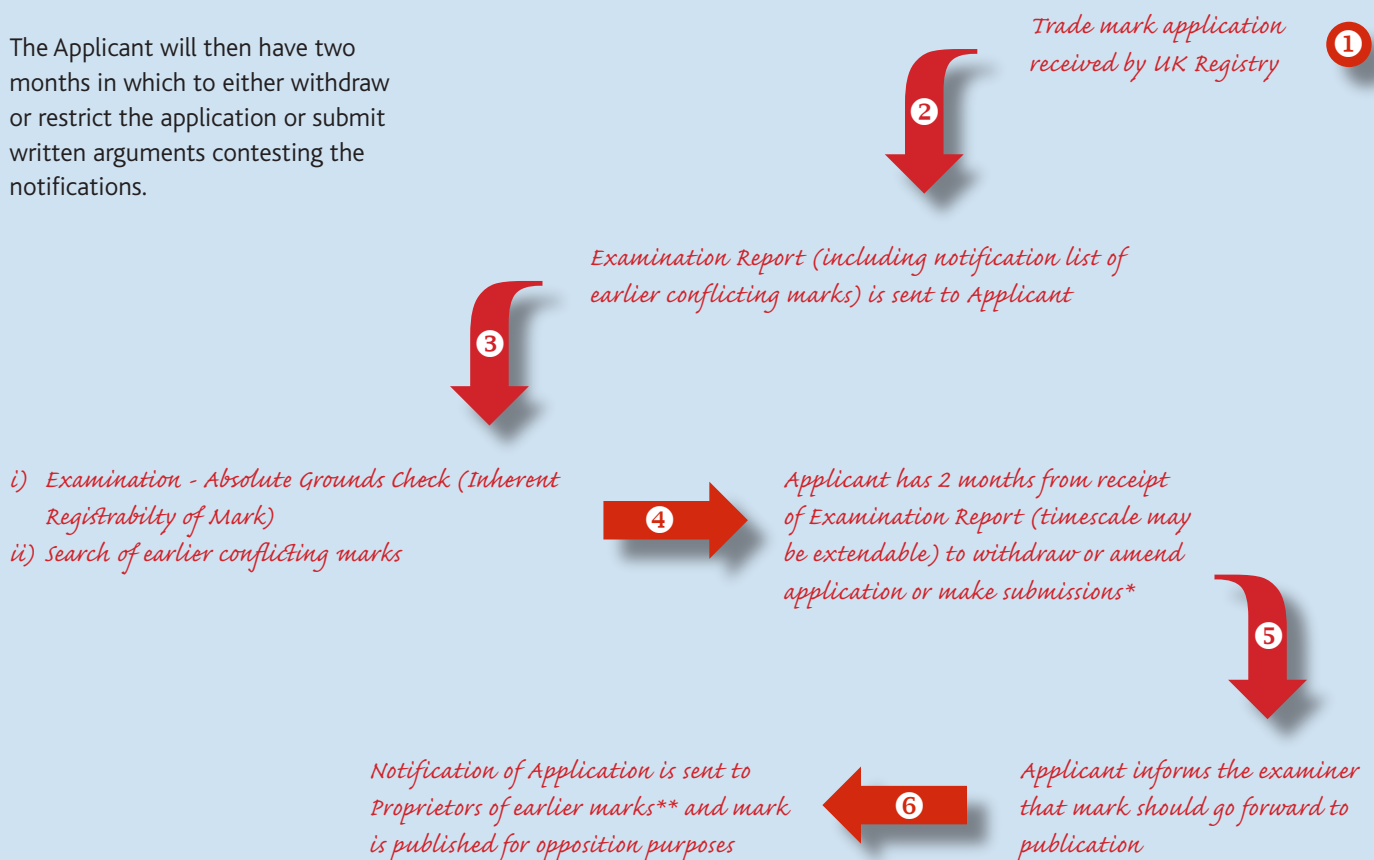 The Applicant will then have two
months in which to either withdraw
or restrict the application or submit
written arguments contesting the
notifications.
Trade mark application
received by UK Registry
1
2
Examination Report (including notification list of
earlier conflicting marks) is sent to Applicant
3
i) Examination - Absolute Grounds Check (Inherent
Registrabilty of Mark)
ii) Search of earlier conflicting marks
4
Applicant has 2 months from receipt
of Examination Report (timescale may
be extendable) to withdraw or amend
application or make submissions*
5
Applicant informs the examiner
that mark should go forward to
publication
6
Notification of Application is sent to
Proprietors of earlier marks** and mark
is published for opposition purposes